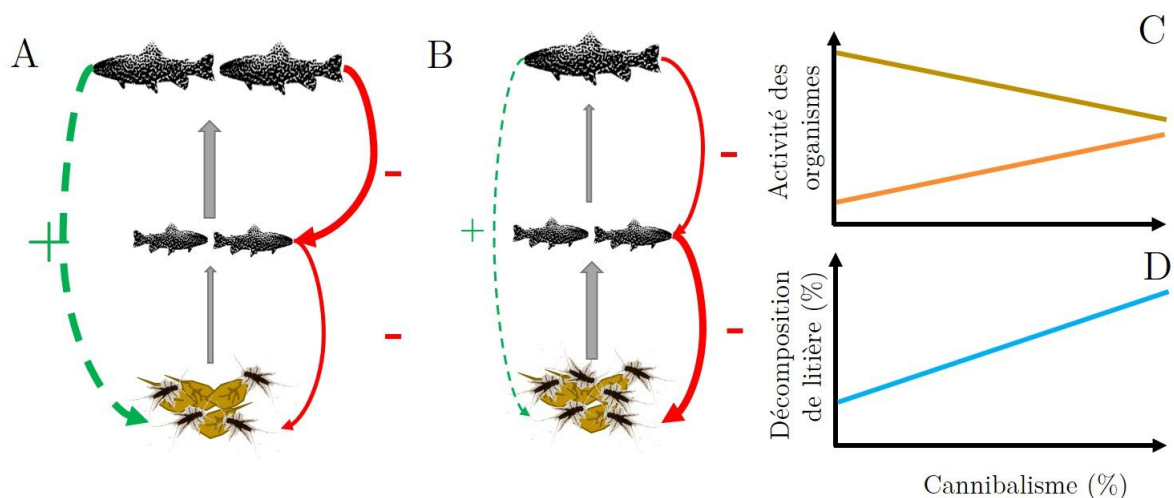 A
+
-
-
B
+
-
-
C
Activité des
organismes
D
Décomposition
de litière (%)
Cannibalisme (%)